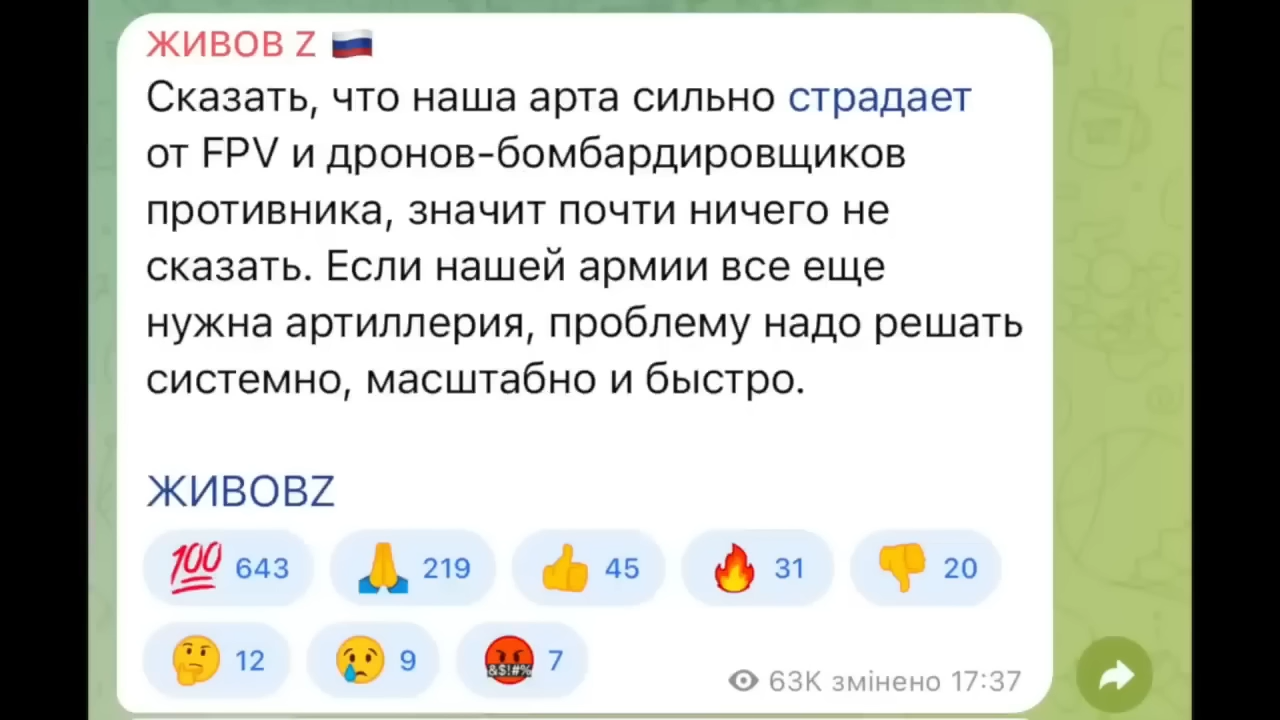 ЖИВОВ Z 🇷🇺
Сказать, что наша арта сильно страдает
от FPV и дронов-бомбардировщиков
противника, значит почти ничего не
сказать. Если нашей армии все еще
нужна артиллерия, проблему надо решать
системно, масштабно и быстро.
ЖИВОВZ
💯 643 🙏 219 👍 45 🔥 31 👎 20
🤔 12 😢 9 🤬 7
63K змінено 17:37